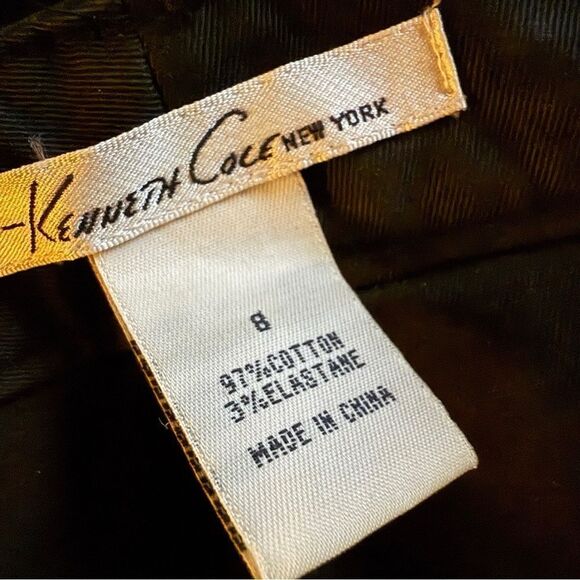 -Kenneth Cole NEW YORK
8
97%COTTON
3%ELASTANE
MADE IN CHINA